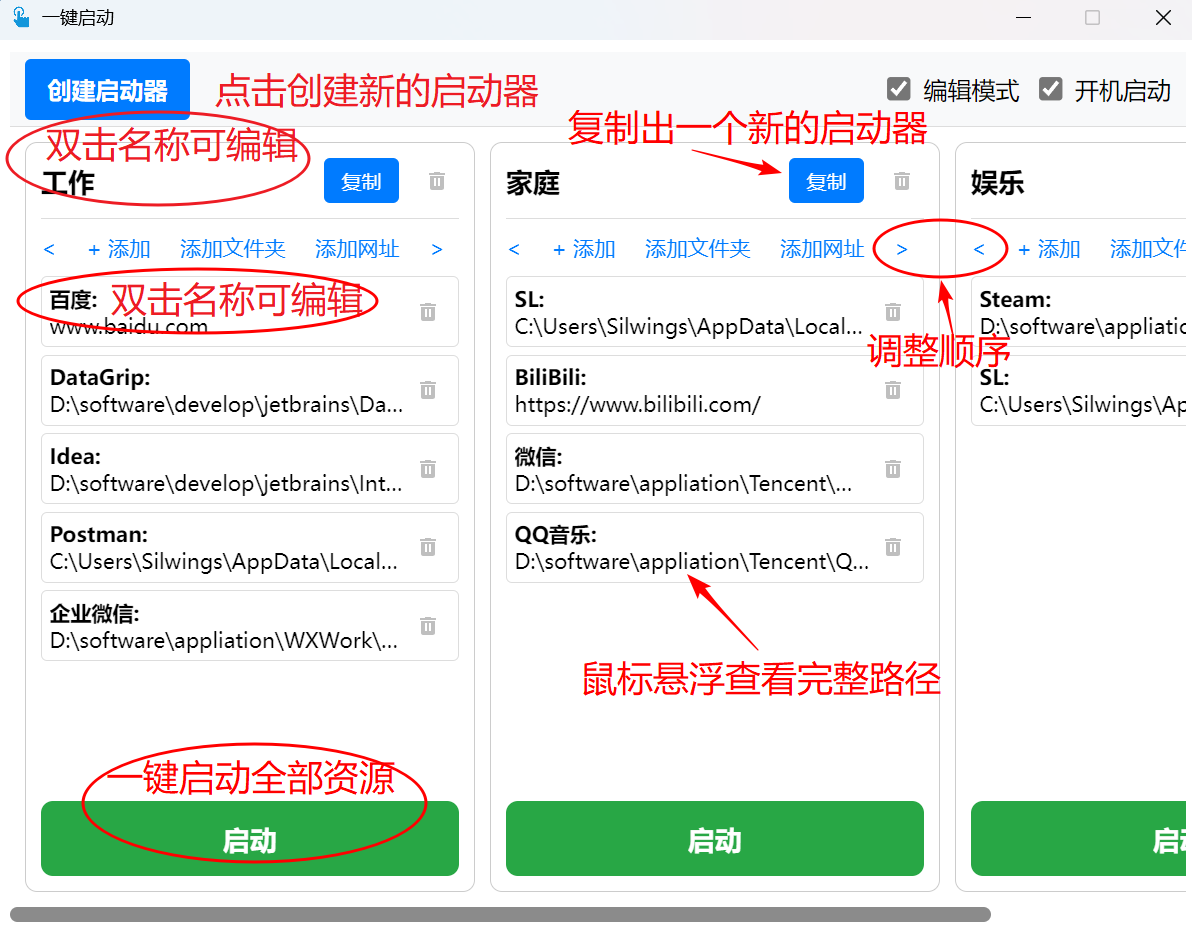 一键启动
创建启动器
点击创建新的启动器
编辑模式
开机启动
双击名称可编辑
工作
复制
< + 添加 添加文件夹 添加网址 >
百度:
双击名称可编辑
www.baidu.com
DataGrip:
D:\software\develop\jetbrains\Da...
Idea:
D:\software\develop\jetbrains\Int...
Postman:
C:\Users\Silwings\AppData\Local...
企业微信:
D:\software\appliation\WXWork\...
一键启动全部资源
启动
复制出一个新的启动器
家庭
复制
< + 添加 添加文件夹 添加网址 >
SL:
C:\Users\Silwings\AppData\Local...
BiliBili:
https://www.bilibili.com/
微信:
D:\software\appliation\Tencent\...
QQ音乐:
D:\software\appliation\Tencent\Q...
鼠标悬浮查看完整路径
启动
娱乐
< + 添加 添加文件
Steam:
D:\software\appliatic
调整顺序
SL:
C:\Users\Silwings\Ap
启动